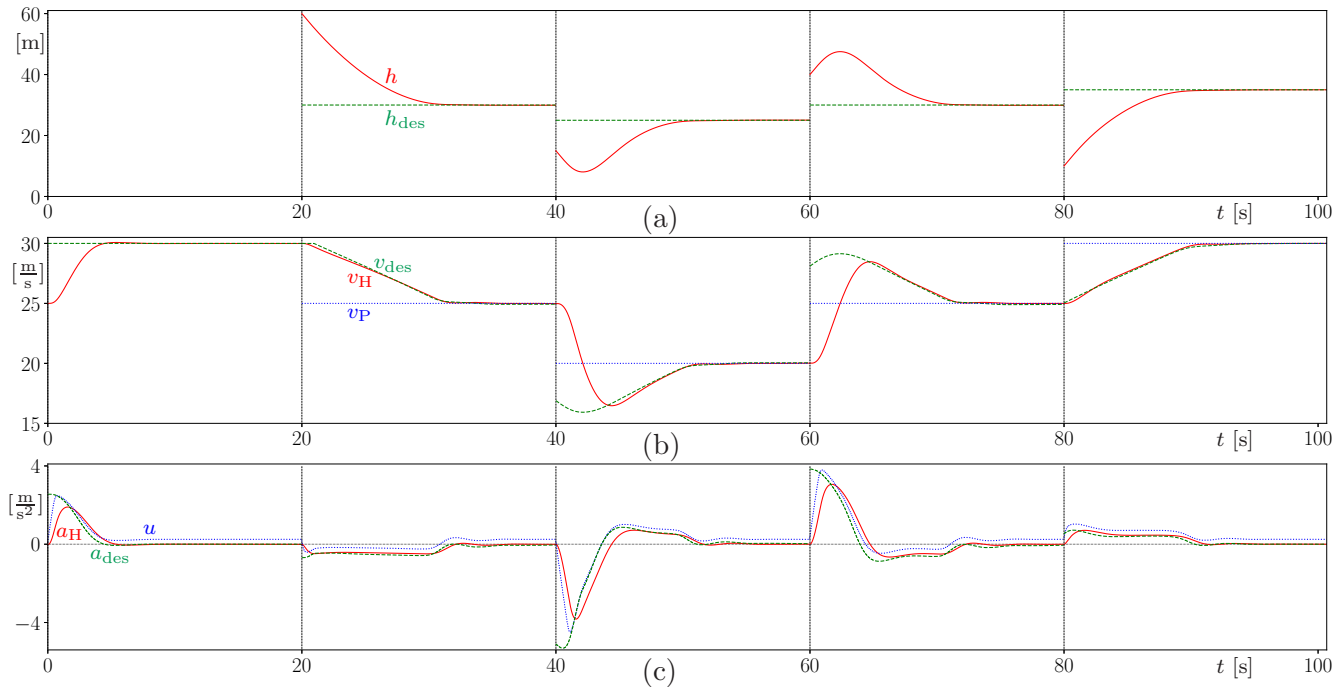 60
[m]
40
20
0
h
h_des
0 20 40 60 80 100
(a)
t [s]
30
[m/s]
25
20
15
v_des
v_H
v_P
0 20 40 60 80 100
(b)
t [s]
4
[m/s²]
0
−4
a_H
u
a_des
0 20 40 60 80 100
(c)
t [s]